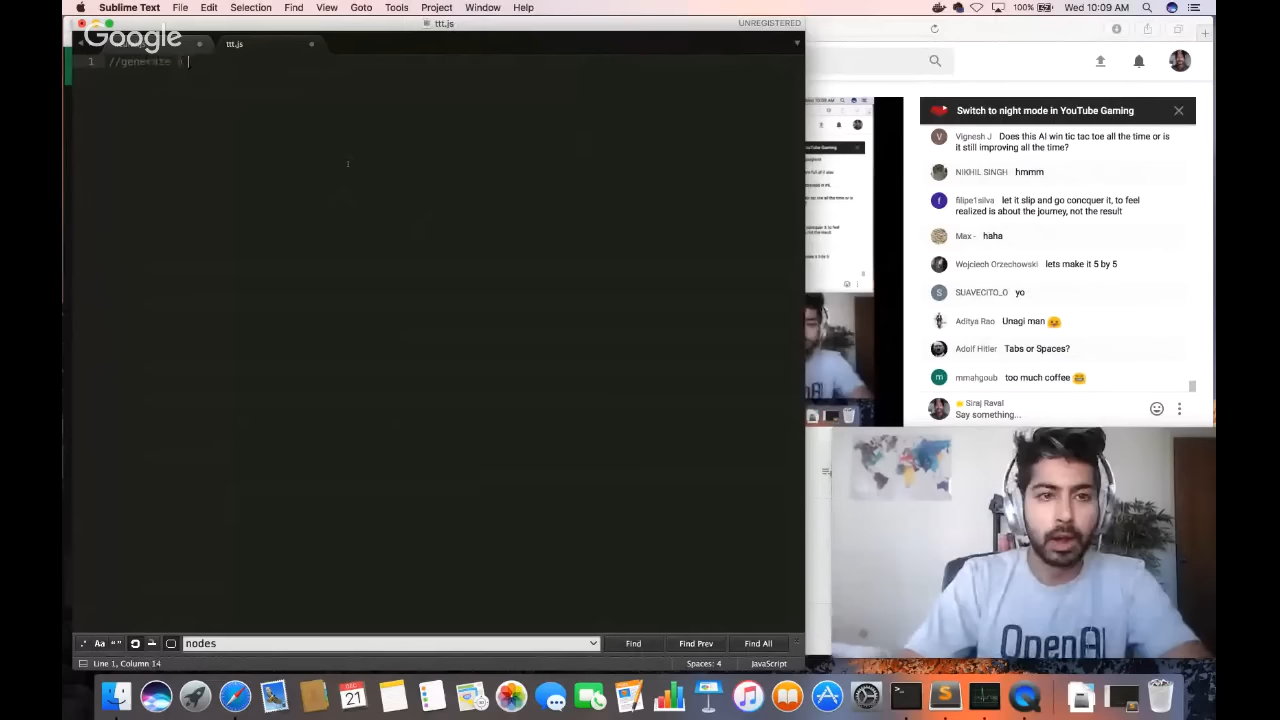 Sublime Text File Edit Selection Find View Goto Tools Project Window Help
100% Wed 10:09 AM
ttt.js
UNREGISTERED
Google
ttt.js
1 //generate
Switch to night mode in YouTube Gaming
Vignesh J Does this AI win tic tac toe all the time or is
it still improving all the time?
NIKHIL SINGH hmmm
filipe1silva let it slip and go concquer it, to feel
realized is about the journey, not the result
Max - haha
Wojciech Orzechowski lets make it 5 by 5
SUAVECITO_O yo
Aditya Rao Unagi man
Adolf Hitler Tabs or Spaces?
mmahgoub too much coffee
Siraj Raval
Say something...
OpenAI
Aa
nodes
Find
Find Prev
Find All
Line 1, Column 14
Spaces: 4
JavaScript
DEC
21